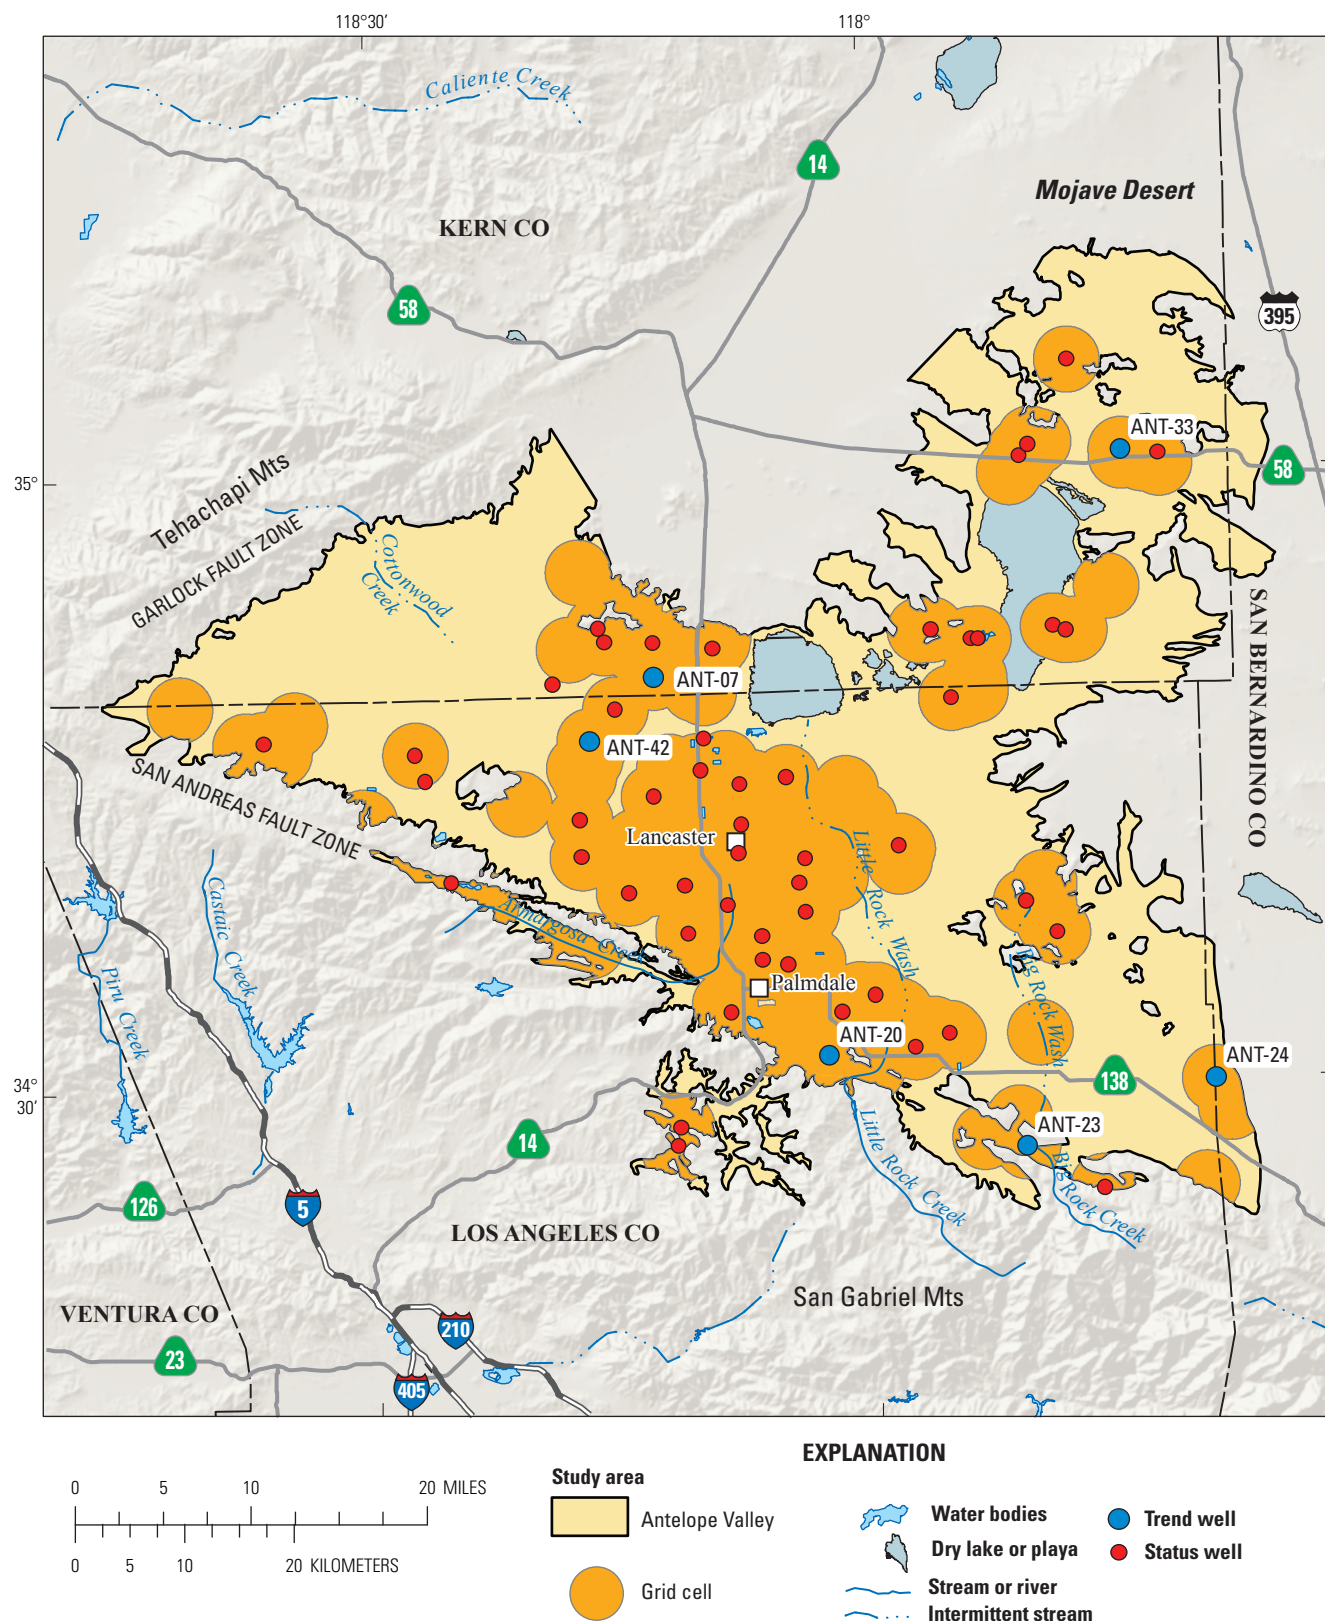 118°30′
118°
Caliente Creek
14
Mojave Desert
KERN CO
58
395
ANT-33
58
35°
Tehachapi Mts
GARLOCK FAULT ZONE
Cottonwood
Creek
SAN BERNARDINO CO
ANT-07
ANT-42
SAN ANDREAS FAULT ZONE
Lancaster
Little Rock Wash
Castaic Creek
Armargosa Creek
Piru Creek
Big Rock Wash
Palmdale
ANT-20
ANT-24
138
34°
30′
ANT-23
14
Little Rock Creek
Big Rock Creek
126
5
LOS ANGELES CO
San Gabriel Mts
VENTURA CO
210
23
405
EXPLANATION
0 5 10 20 MILES
0 5 10 20 KILOMETERS
Study area
Antelope Valley
Grid cell
Water bodies
Dry lake or playa
Stream or river
Intermittent stream
Trend well
Status well